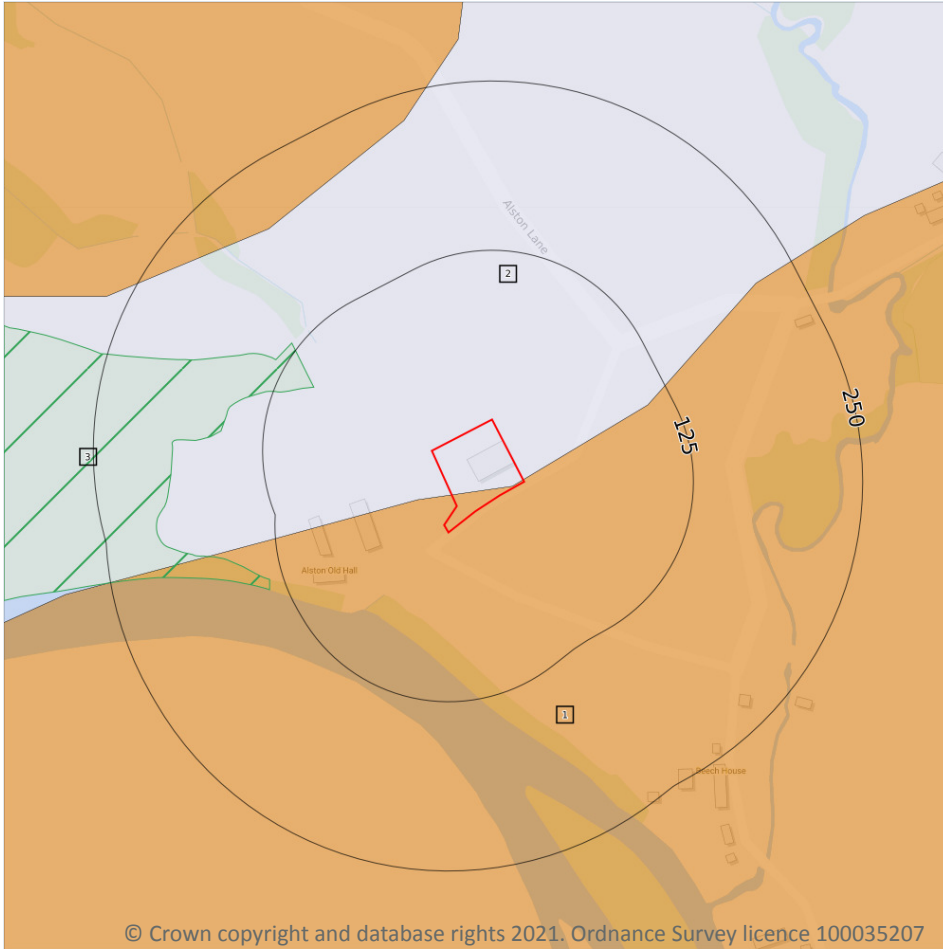 Alston Lane
2
250
125
3
Alston Old Hall
1
Beech House
© Crown copyright and database rights 2021. Ordnance Survey licence 100035207